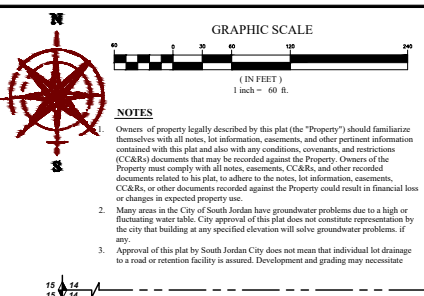 N
S
GRAPHIC SCALE
60 0 30 60 120 240
( IN FEET )
1 inch = 60 ft.
NOTES
1. Owners of property legally described by this plat (the "Property") should familiarize
themselves with all notes, lot information, easements, and other pertinent information
contained with this plat and also with any conditions, covenants, and restrictions
(CC&Rs) documents that may be recorded against the Property. Owners of the
Property must comply with all notes, easements, CC&Rs, and other recorded
documents related to his plat, to adhere to the notes, lot information, easements,
CC&Rs, or other documents recorded against the Property could result in financial loss
or changes in expected property use.
2. Many areas in the City of South Jordan have groundwater problems due to a high or
fluctuating water table. City approval of this plat does not constitute representation by
the city that building at any specified elevation will solve groundwater problems. if
any.
3. Approval of this plat by South Jordan City does not mean that individual lot drainage
to a road or retention facility is assured. Development and grading may necessitate
15 14
15 14